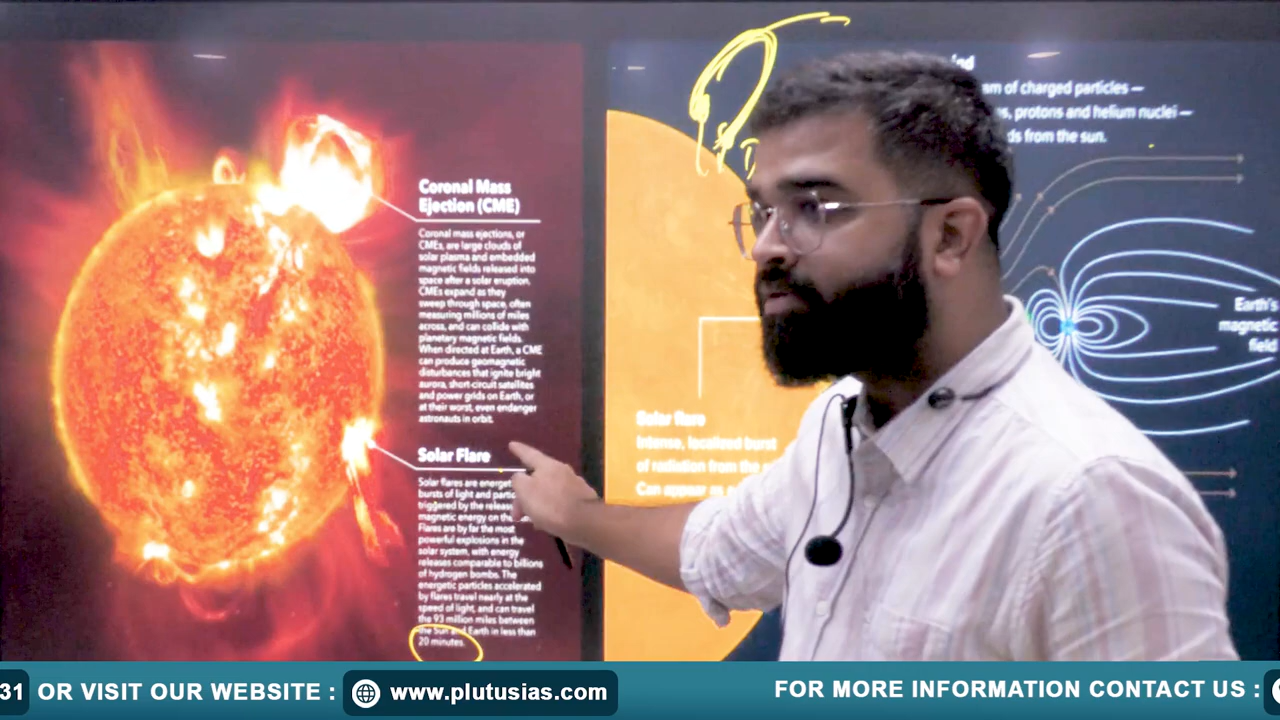 Coronal Mass
Ejection (CME)
Coronal mass ejections, or
CMEs, are large clouds of
solar plasma and embedded
magnetic fields released into
space after a solar eruption.
CMEs expand as they
sweep through space, often
measuring millions of miles
across, and can collide with
planetary magnetic fields.
When directed at Earth, a CME
can produce geomagnetic
disturbances that ignite bright
aurora, short-circuit satellites
and power grids on Earth, or
at their worst, even endanger
astronauts in orbit.
Solar Flare
Solar flares are energet
bursts of light and partic
triggered by the releas
magnetic energy on the
Flares are by far the most
powerful explosions in the
solar system, with energy
releases comparable to billions
of hydrogen bombs. The
energetic particles accelerated
by flares travel nearly at the
speed of light, and can travel
the 93 million miles between
the Sun and Earth in less than
20 minutes.
Solar flare
Intense, localized burst
of radiation from the
Can appear as
nd
am of charged particles —
s, protons and helium nuclei —
ds from the sun.
Earth's
magnetic
field
31 OR VISIT OUR WEBSITE : www.plutusias.com FOR MORE INFORMATION CONTACT US :